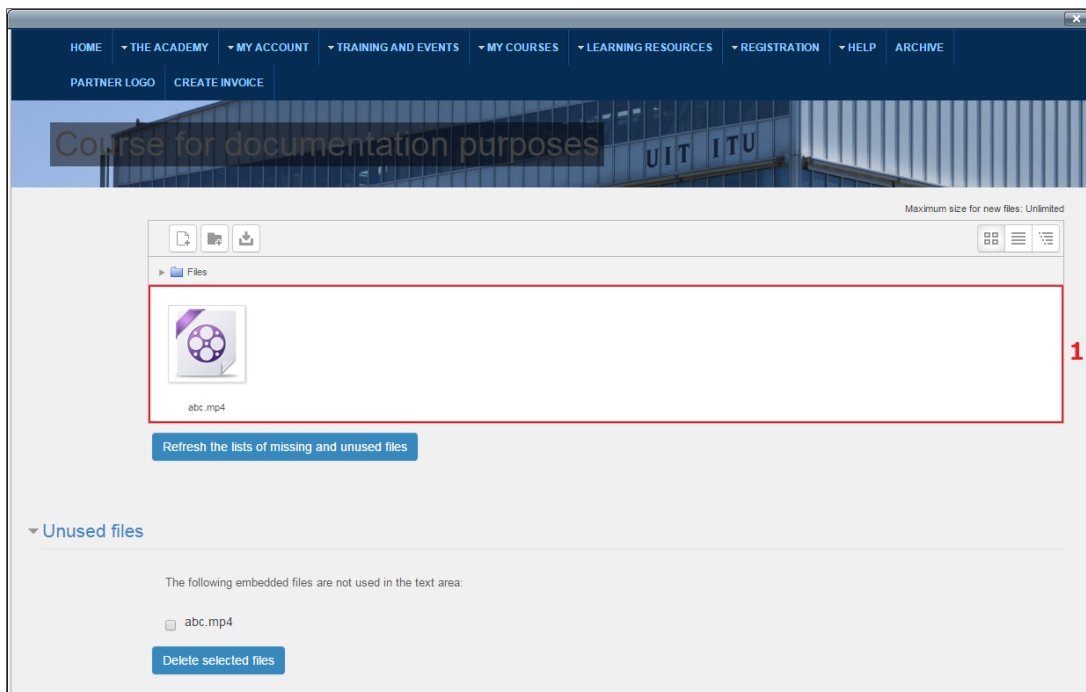 HOME THE ACADEMY MY ACCOUNT TRAINING AND EVENTS MY COURSES LEARNING RESOURCES REGISTRATION HELP ARCHIVE
PARTNER LOGO CREATE INVOICE
Course for documentation purposes
UIT ITU
Maximum size for new files: Unlimited
Files
1
abc.mp4
Refresh the lists of missing and unused files
Unused files
The following embedded files are not used in the text area:
abc.mp4
Delete selected files